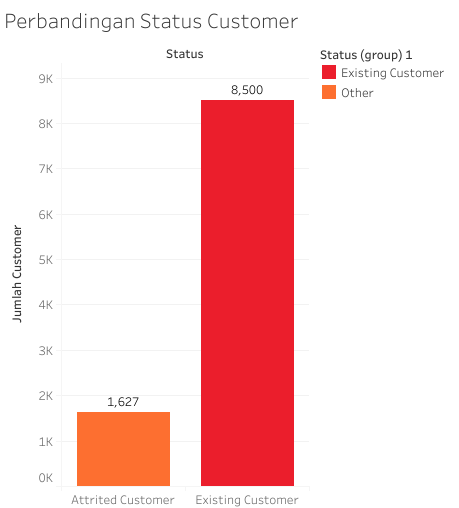 Perbandingan Status Customer
Status
Status (group) 1
Existing Customer
Other
9K
8K
7K
6K
5K
4K
3K
2K
1K
0K
Jumlah Customer
8,500
1,627
Attrited Customer
Existing Customer